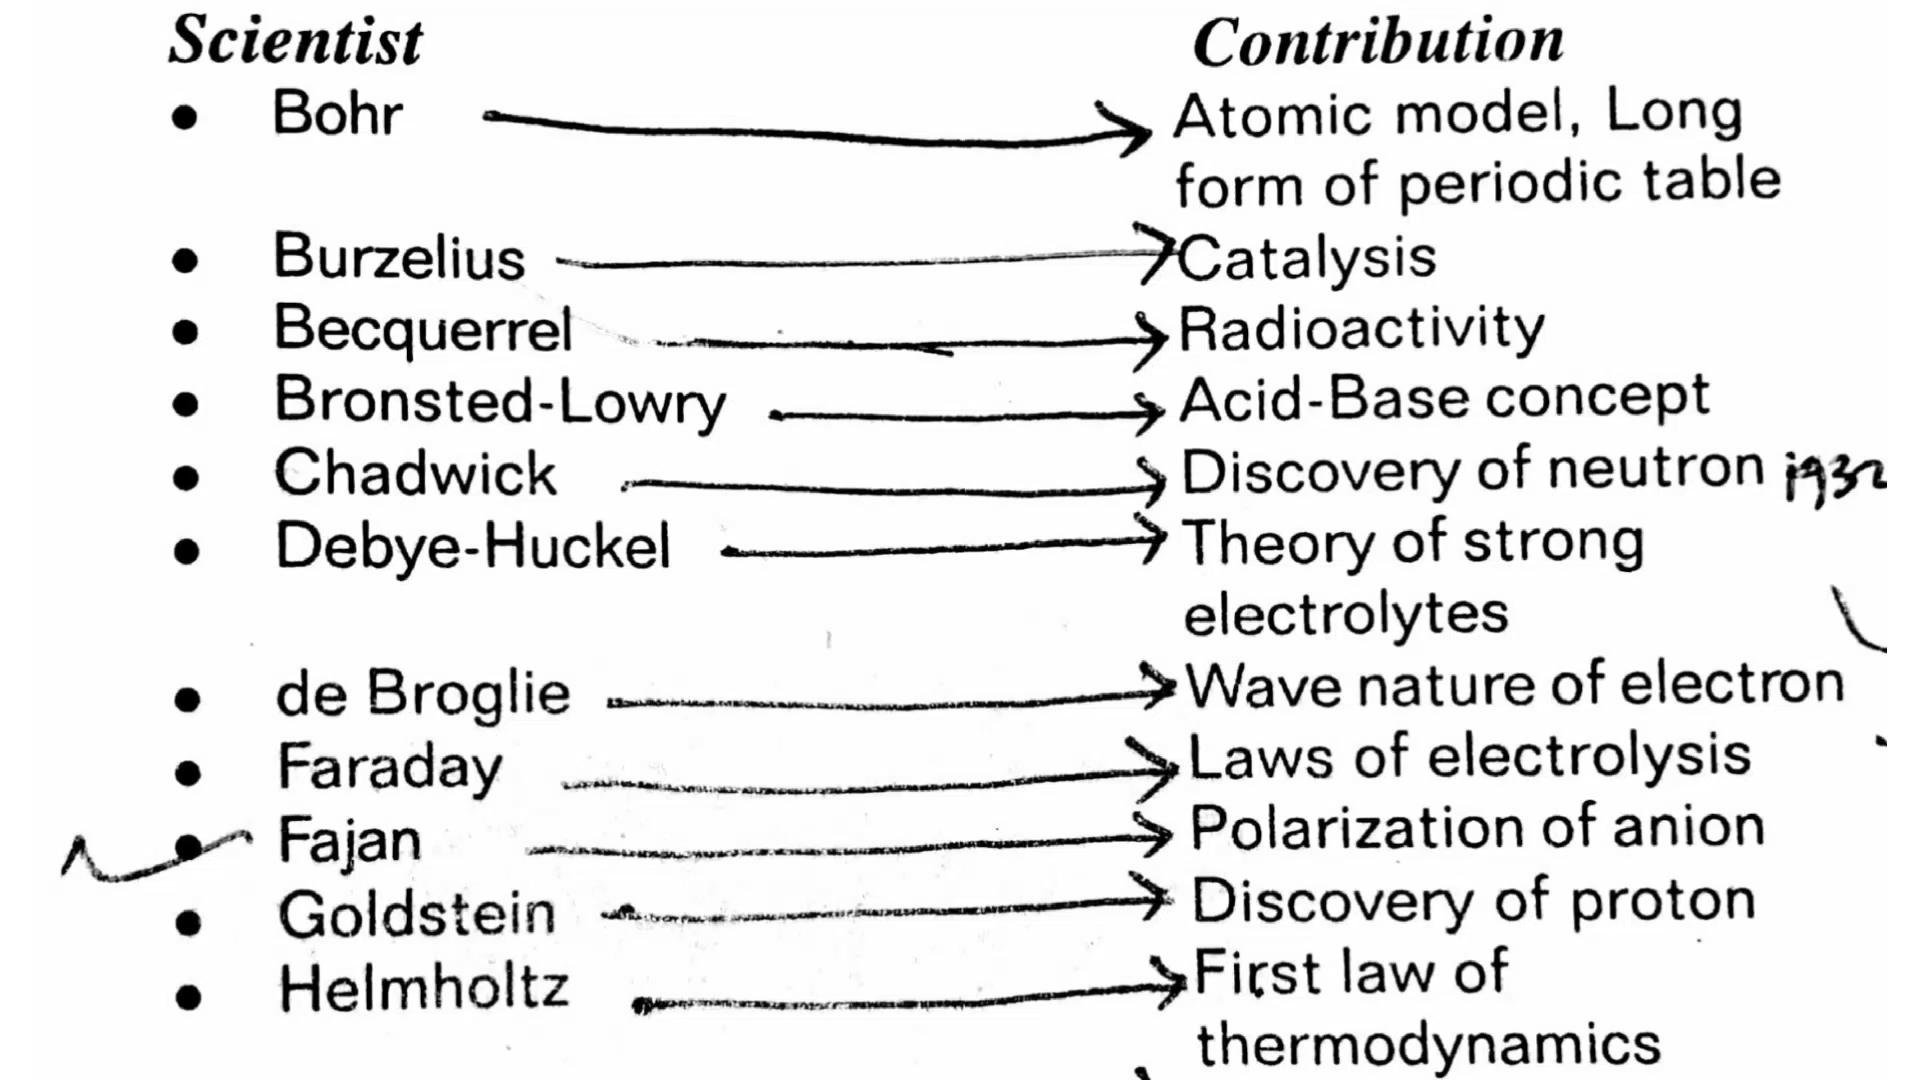 Scientist Contribution
• Bohr Atomic model, Long
form of periodic table
• Burzelius Catalysis
• Becquerrel Radioactivity
• Bronsted-Lowry Acid-Base concept
• Chadwick Discovery of neutron 1932
• Debye-Huckel Theory of strong
electrolytes
• de Broglie Wave nature of electron
• Faraday Laws of electrolysis
• Fajan Polarization of anion
• Goldstein Discovery of proton
• Helmholtz First law of
thermodynamics